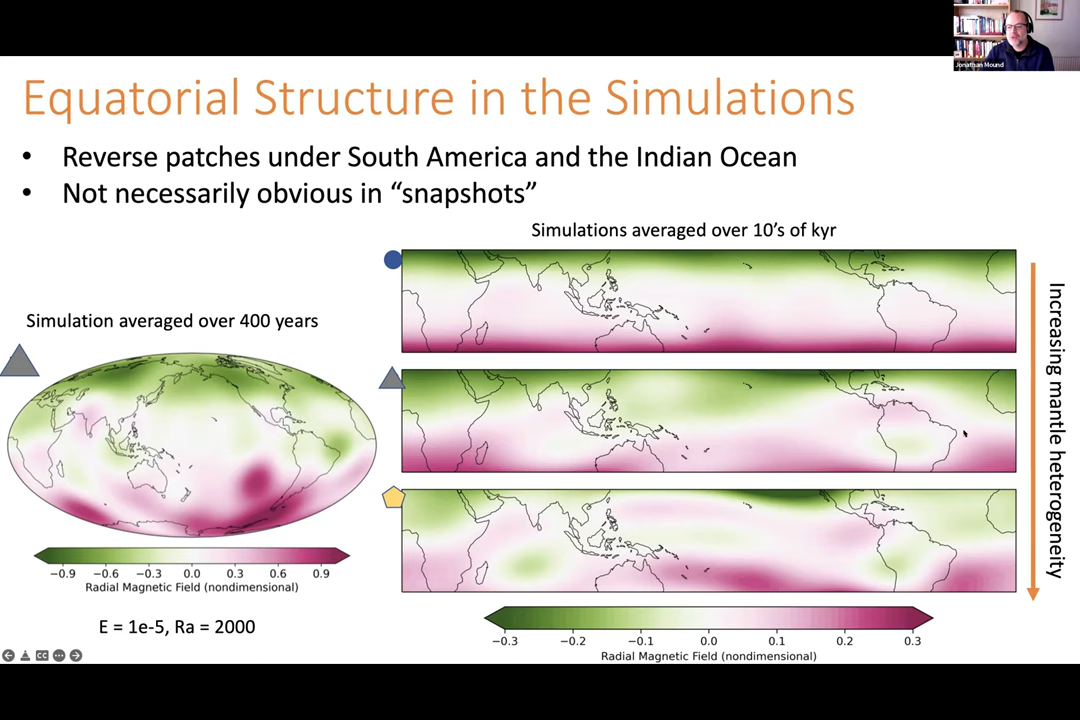 Jonathan Mound
Equatorial Structure in the Simulations
• Reverse patches under South America and the Indian Ocean
• Not necessarily obvious in “snapshots”
Simulations averaged over 10’s of kyr
Simulation averaged over 400 years
Increasing mantle heterogeneity
−0.9 −0.6 −0.3 0.0 0.3 0.6 0.9
Radial Magnetic Field (nondimensional)
E = 1e-5, Ra = 2000
−0.3 −0.2 −0.1 0.0 0.1 0.2 0.3
Radial Magnetic Field (nondimensional)
CC